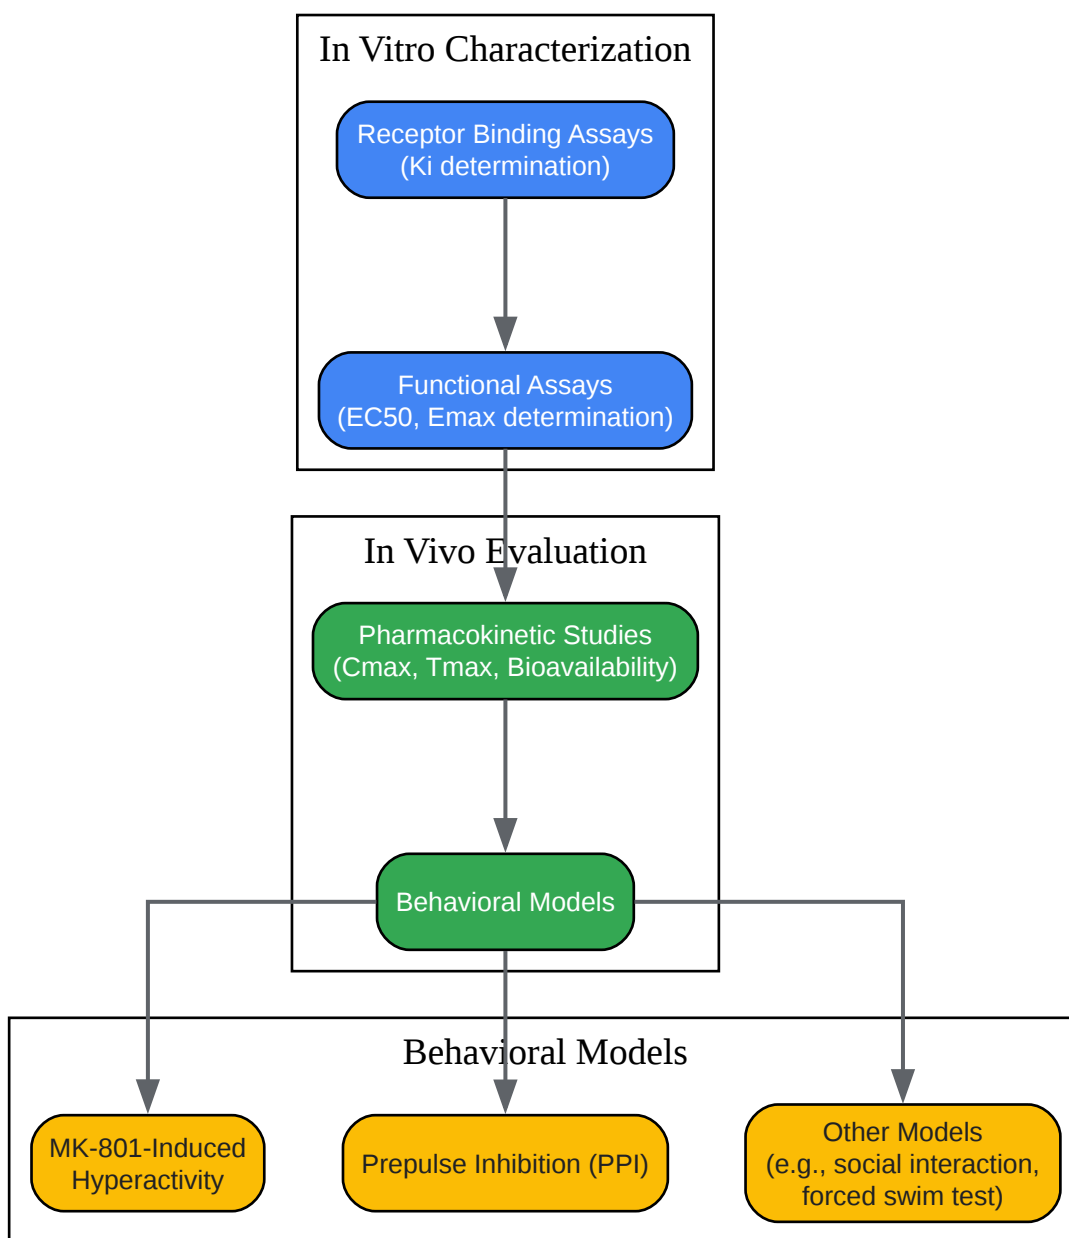 In Vitro Characterization
Receptor Binding Assays
(Ki determination)
Functional Assays
(EC50, Emax determination)
In Vivo Evaluation
Pharmacokinetic Studies
(Cmax, Tmax, Bioavailability)
Behavioral Models
Behavioral Models
MK-801-Induced
Hyperactivity
Prepulse Inhibition (PPI)
Other Models
(e.g., social interaction,
forced swim test)